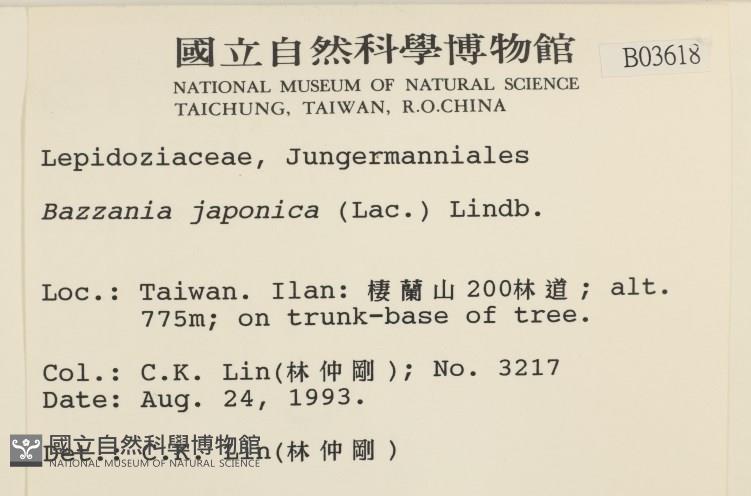 國立自然科學博物館
B03618
NATIONAL MUSEUM OF NATURAL SCIENCE
TAICHUNG, TAIWAN, R.O.CHINA
Lepidoziaceae, Jungermanniales
Bazzania japonica (Lac.) Lindb.
Loc.: Taiwan. Ilan: 棲蘭山200林道; alt.
775m; on trunk-base of tree.
Col.: C.K. Lin(林仲剛); No. 3217
Date: Aug. 24, 1993.
Det.: C.K. Lin(林仲剛)
國立自然科學博物館
NATIONAL MUSEUM OF NATURAL SCIENCE